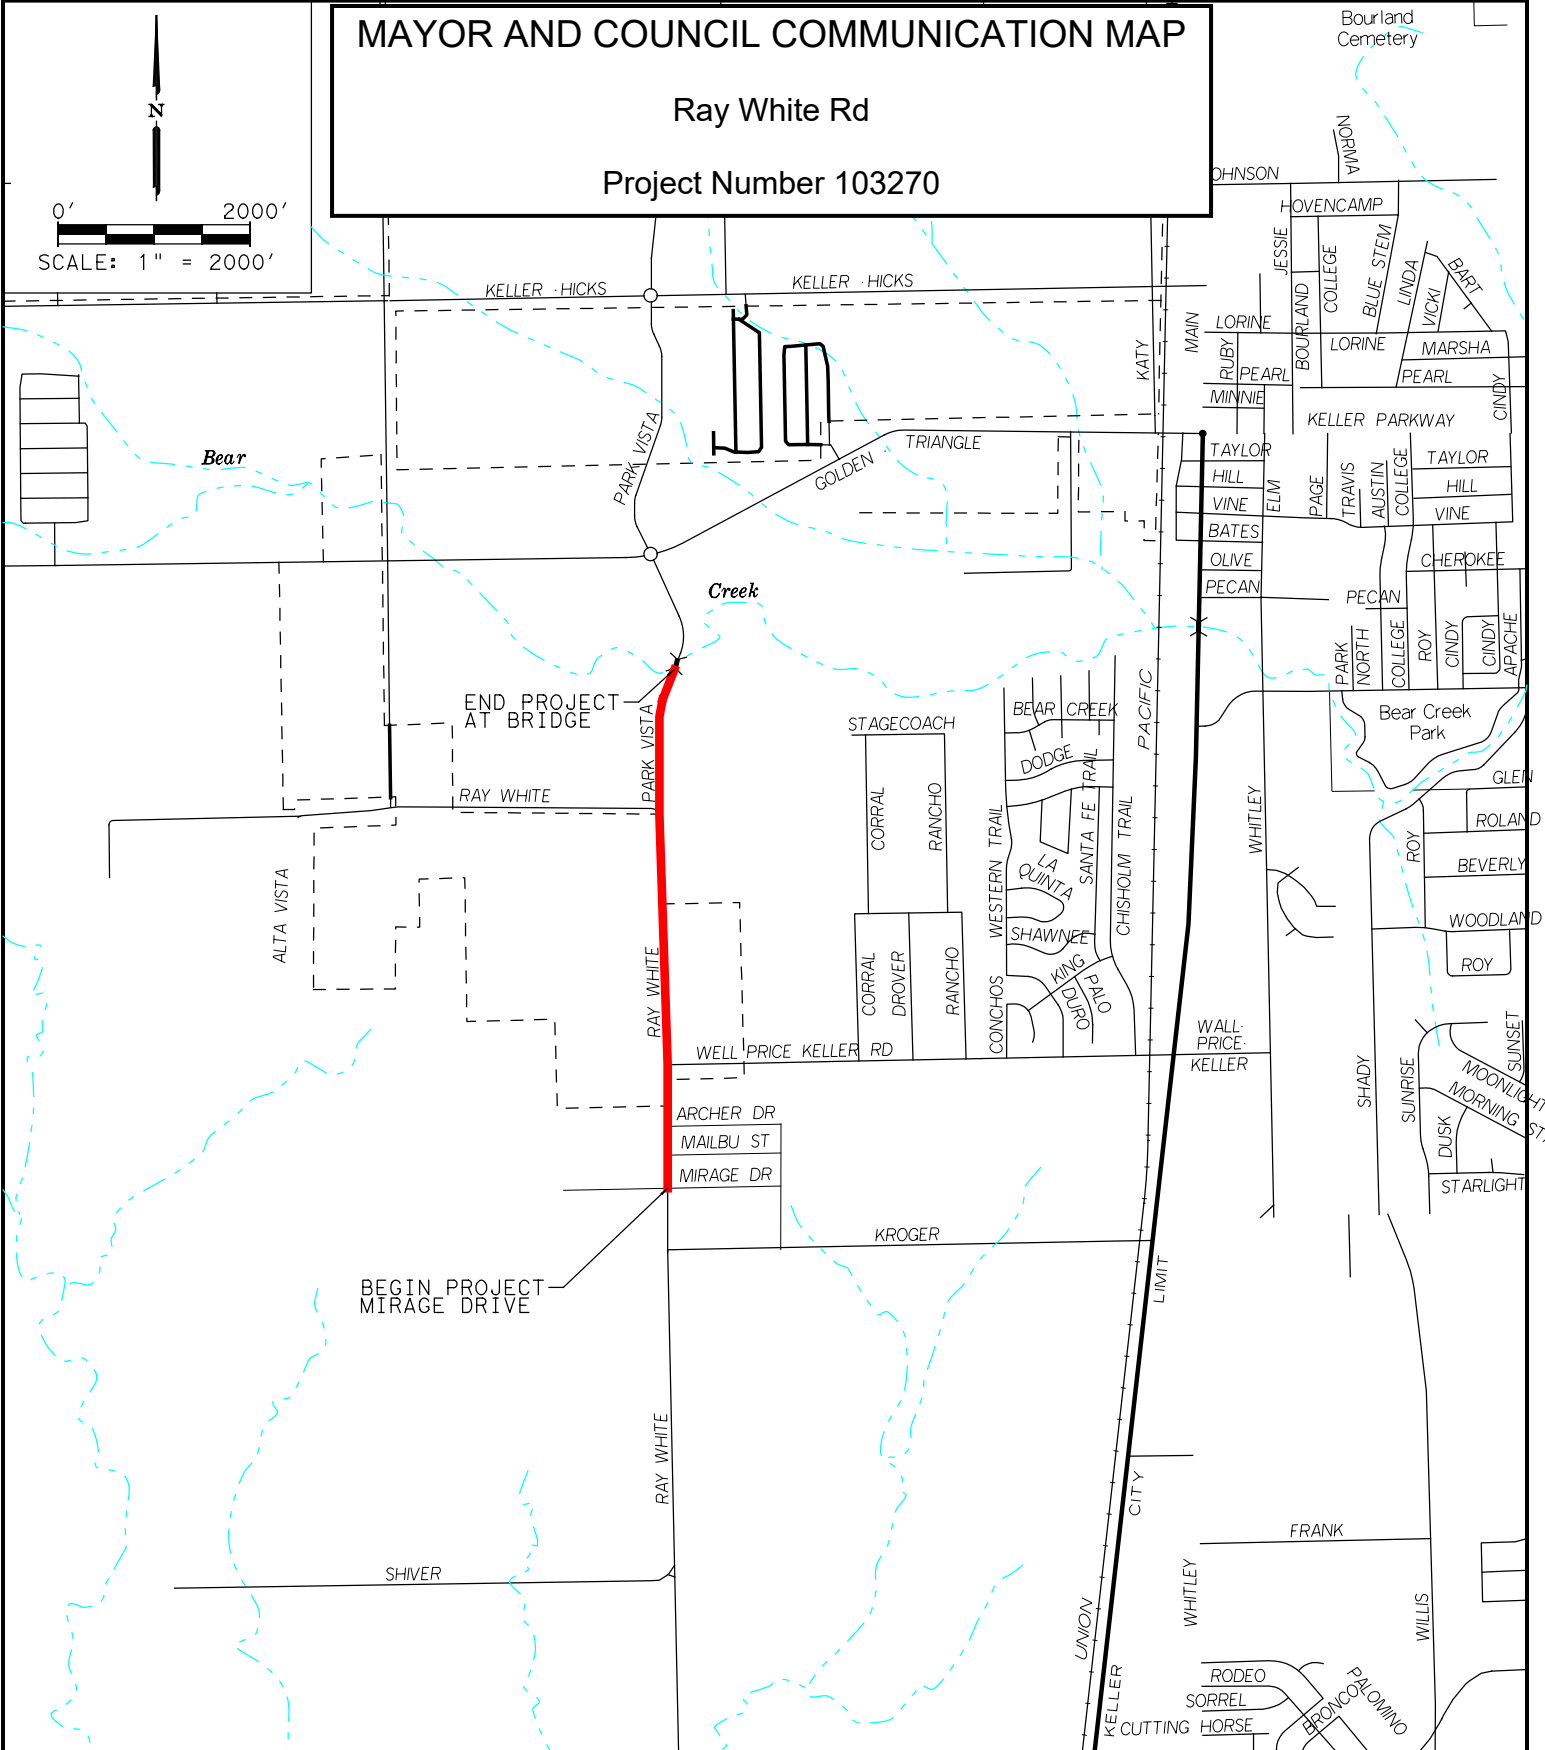 MAYOR AND COUNCIL COMMUNICATION MAP
Ray White Rd
Project Number 103270
N
0' 2000'
SCALE: 1" = 2000'
Bourland
Cemetery
NORMA
OHNSON
HOVENCAMP
JESSIE
COLLEGE
BLUE STEM
LINDA
VICKI
BART
KELLER - HICKS
KELLER - HICKS
BOURLAND
LORINE
LORINE
MAIN
KATY
RUBY
PEARL
MINNIE
MARSHA
PEARL
CINDY
KELLER PARKWAY
PARK VISTA
GOLDEN
TRIANGLE
Bear
Creek
TAYLOR
HILL
VINE
BATES
OLIVE
PECAN
ELM
PAGE
TRAVIS
AUSTIN
COLLEGE
TAYLOR
HILL
VINE
CHEROKEE
PECAN
PARK
NORTH
COLLEGE
ROY
CINDY
CINDY
APACHE
END PROJECT
AT BRIDGE
PARK VISTA
RAY WHITE
STAGECOACH
BEAR CREEK
DODGE
PACIFIC
Bear Creek
Park
GLEN
ROLAND
BEVERLY
WOODLAND
ROY
ROY
CORRAL
RANCHO
WESTERN TRAIL
LA
QUINTA
SANTA FE TRAIL
CHISHOLM TRAIL
WHITLEY
ALTA VISTA
RAY WHITE
CORRAL
DROVER
RANCHO
CONCHOS
SHAWNEE
KING
PALO
DURO
WALL-
PRICE-
KELLER
WELL PRICE KELLER RD
ARCHER DR
MAILBU ST
MIRAGE DR
SHADY
SUNRISE
SUNSET
MOONLIGHT
MORNING ST
DUSK
STARLIGHT
KROGER
BEGIN PROJECT
MIRAGE DRIVE
LIMIT
RAY WHITE
CITY
SHIVER
FRANK
WHITLEY
WILLIS
UNION
KELLER
RODEO
SORREL
CUTTING HORSE
BRONCO
PALOMINO